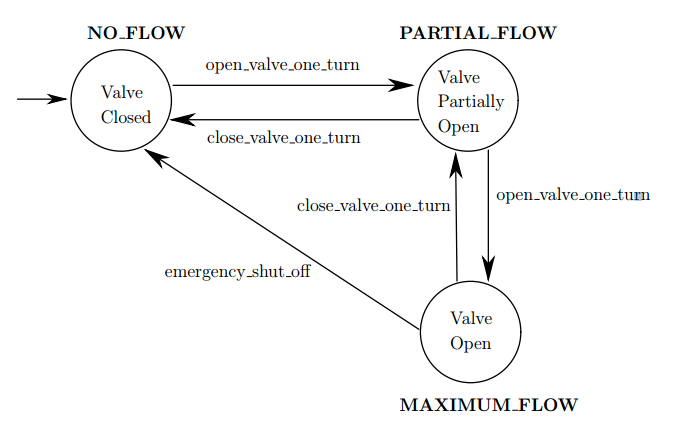 NO_FLOW
PARTIAL_FLOW
open_valve_one_turn
Valve
Closed
Valve
Partially
Open
close_valve_one_turn
close_valve_one_turn
open_valve_one_turn
emergency_shut_off
Valve
Open
MAXIMUM_FLOW